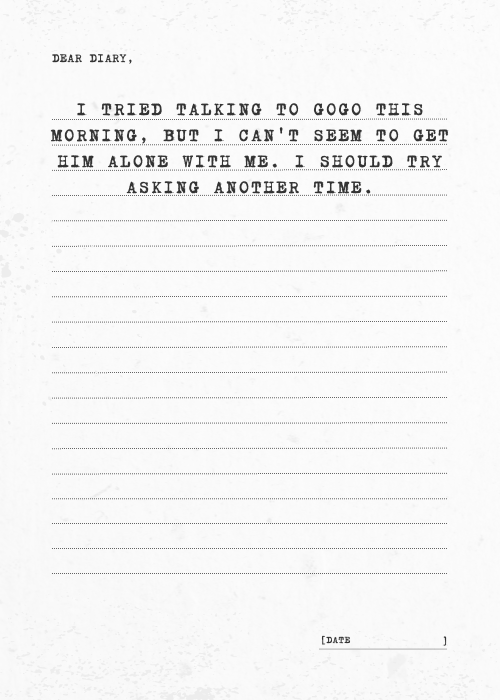 DEAR DIARY,
I TRIED TALKING TO GOGO THIS
MORNING, BUT I CAN'T SEEM TO GET
HIM ALONE WITH ME. I SHOULD TRY
ASKING ANOTHER TIME.
[DATE ]